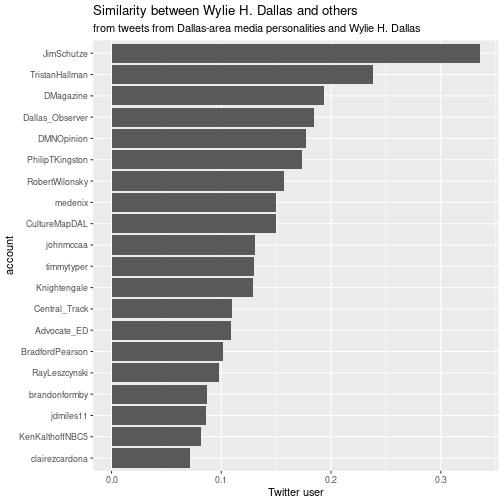 Similarity between Wylie H. Dallas and others
from tweets from Dallas-area media personalities and Wylie H. Dallas
JimSchutze
TristanHallman
DMagazine
Dallas_Observer
DMNOpinion
PhilipTKingston
RobertWilonsky
medenix
CultureMapDAL
johnmccaa
timmytyper
Knightengale
Central_Track
Advocate_ED
BradfordPearson
RayLeszcynski
brandonformby
jdmiles11
KenKalthoffNBC5
clairezcardona
account
0.0 0.1 0.2 0.3
Twitter user